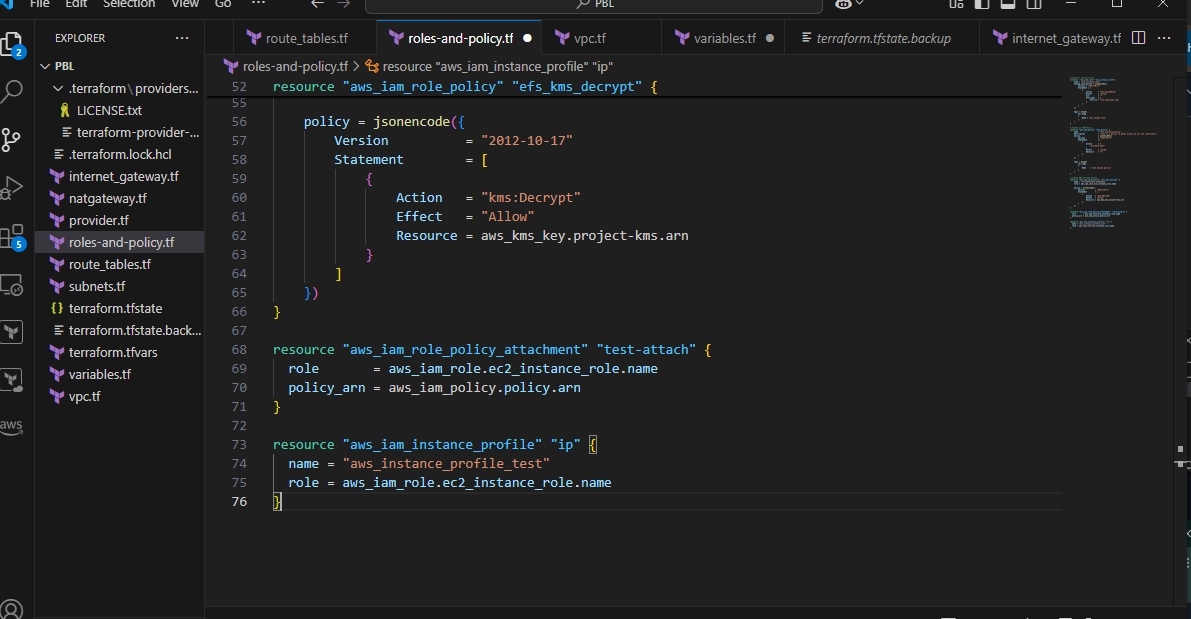 File Edit Selection View Go ··· PBL
2
5
aws
EXPLORER ···
PBL
.terraform \ providers...
LICENSE.txt
terraform-provider-...
.terraform.lock.hcl
internet_gateway.tf
natgateway.tf
provider.tf
roles-and-policy.tf
route_tables.tf
subnets.tf
{} terraform.tfstate
terraform.tfstate.back...
terraform.tfvars
variables.tf
vpc.tf
route_tables.tf roles-and-policy.tf ● vpc.tf variables.tf ● terraform.tfstate.backup internet_gateway.tf ···
roles-and-policy.tf > resource "aws_iam_instance_profile" "ip"
52 resource "aws_iam_role_policy" "efs_kms_decrypt" {
55
56 policy = jsonencode({
57 Version = "2012-10-17"
58 Statement = [
59 {
60 Action = "kms:Decrypt"
61 Effect = "Allow"
62 Resource = aws_kms_key.project-kms.arn
63 }
64 ]
65 })
66 }
67
68 resource "aws_iam_role_policy_attachment" "test-attach" {
69 role = aws_iam_role.ec2_instance_role.name
70 policy_arn = aws_iam_policy.policy.arn
71 }
72
73 resource "aws_iam_instance_profile" "ip" {
74 name = "aws_instance_profile_test"
75 role = aws_iam_role.ec2_instance_role.name
76 }